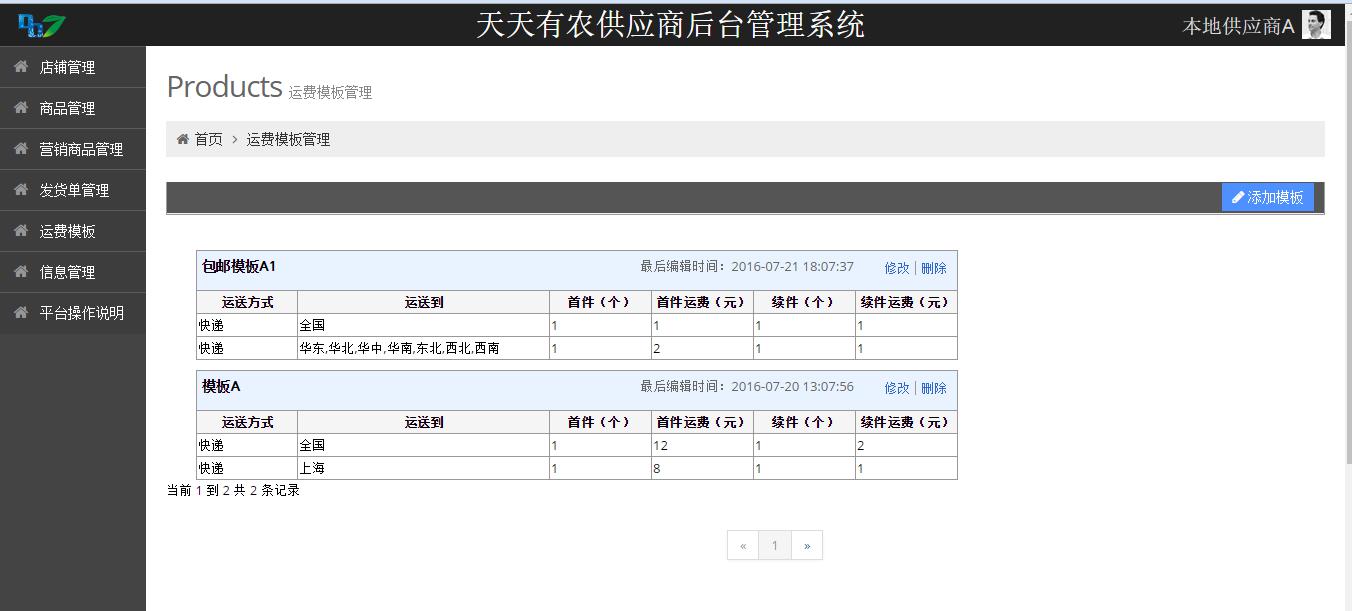 天天有农供应商后台管理系统
本地供应商A
店铺管理
商品管理
营销商品管理
发货单管理
运费模板
信息管理
平台操作说明
Products 运费模板管理
首页 > 运费模板管理
添加模板
包邮模板A1 最后编辑时间：2016-07-21 18:07:37 修改 | 删除
运送方式 运送到 首件（个） 首件运费（元） 续件（个） 续件运费（元）
快递 全国 1 1 1 1
快递 华东,华北,华中,华南,东北,西北,西南 1 2 1 1
模板A 最后编辑时间：2016-07-20 13:07:56 修改 | 删除
运送方式 运送到 首件（个） 首件运费（元） 续件（个） 续件运费（元）
快递 全国 1 12 1 2
快递 上海 1 8 1 1
当前 1 到 2 共 2 条记录
« 1 »